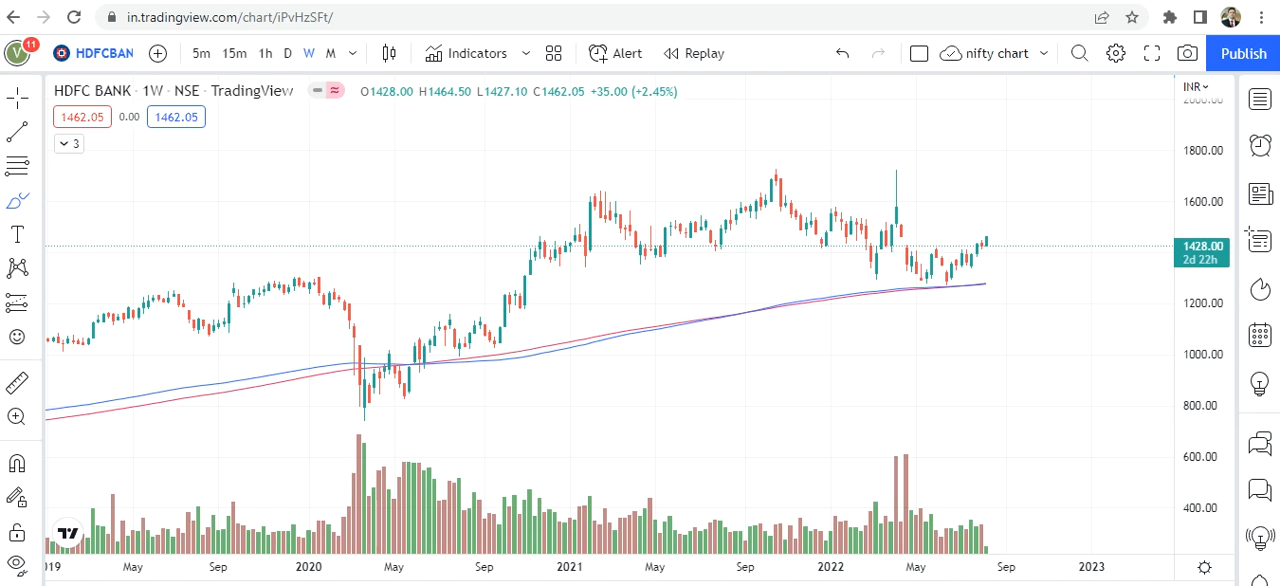 in.tradingview.com/chart/iPvHzSFt/
V 11 HDFCBAN 5m 15m 1h D W M Indicators Alert Replay nifty chart Publish
HDFC BANK · 1W · NSE · TradingView O1428.00 H1464.50 L1427.10 C1462.05 +35.00 (+2.45%)
INR
2000.00
1462.05 0.00 1462.05
3
1800.00
1600.00
1428.00
2d 22h
1200.00
1000.00
800.00
600.00
400.00
019 May Sep 2020 May Sep 2021 May Sep 2022 May Sep 2023